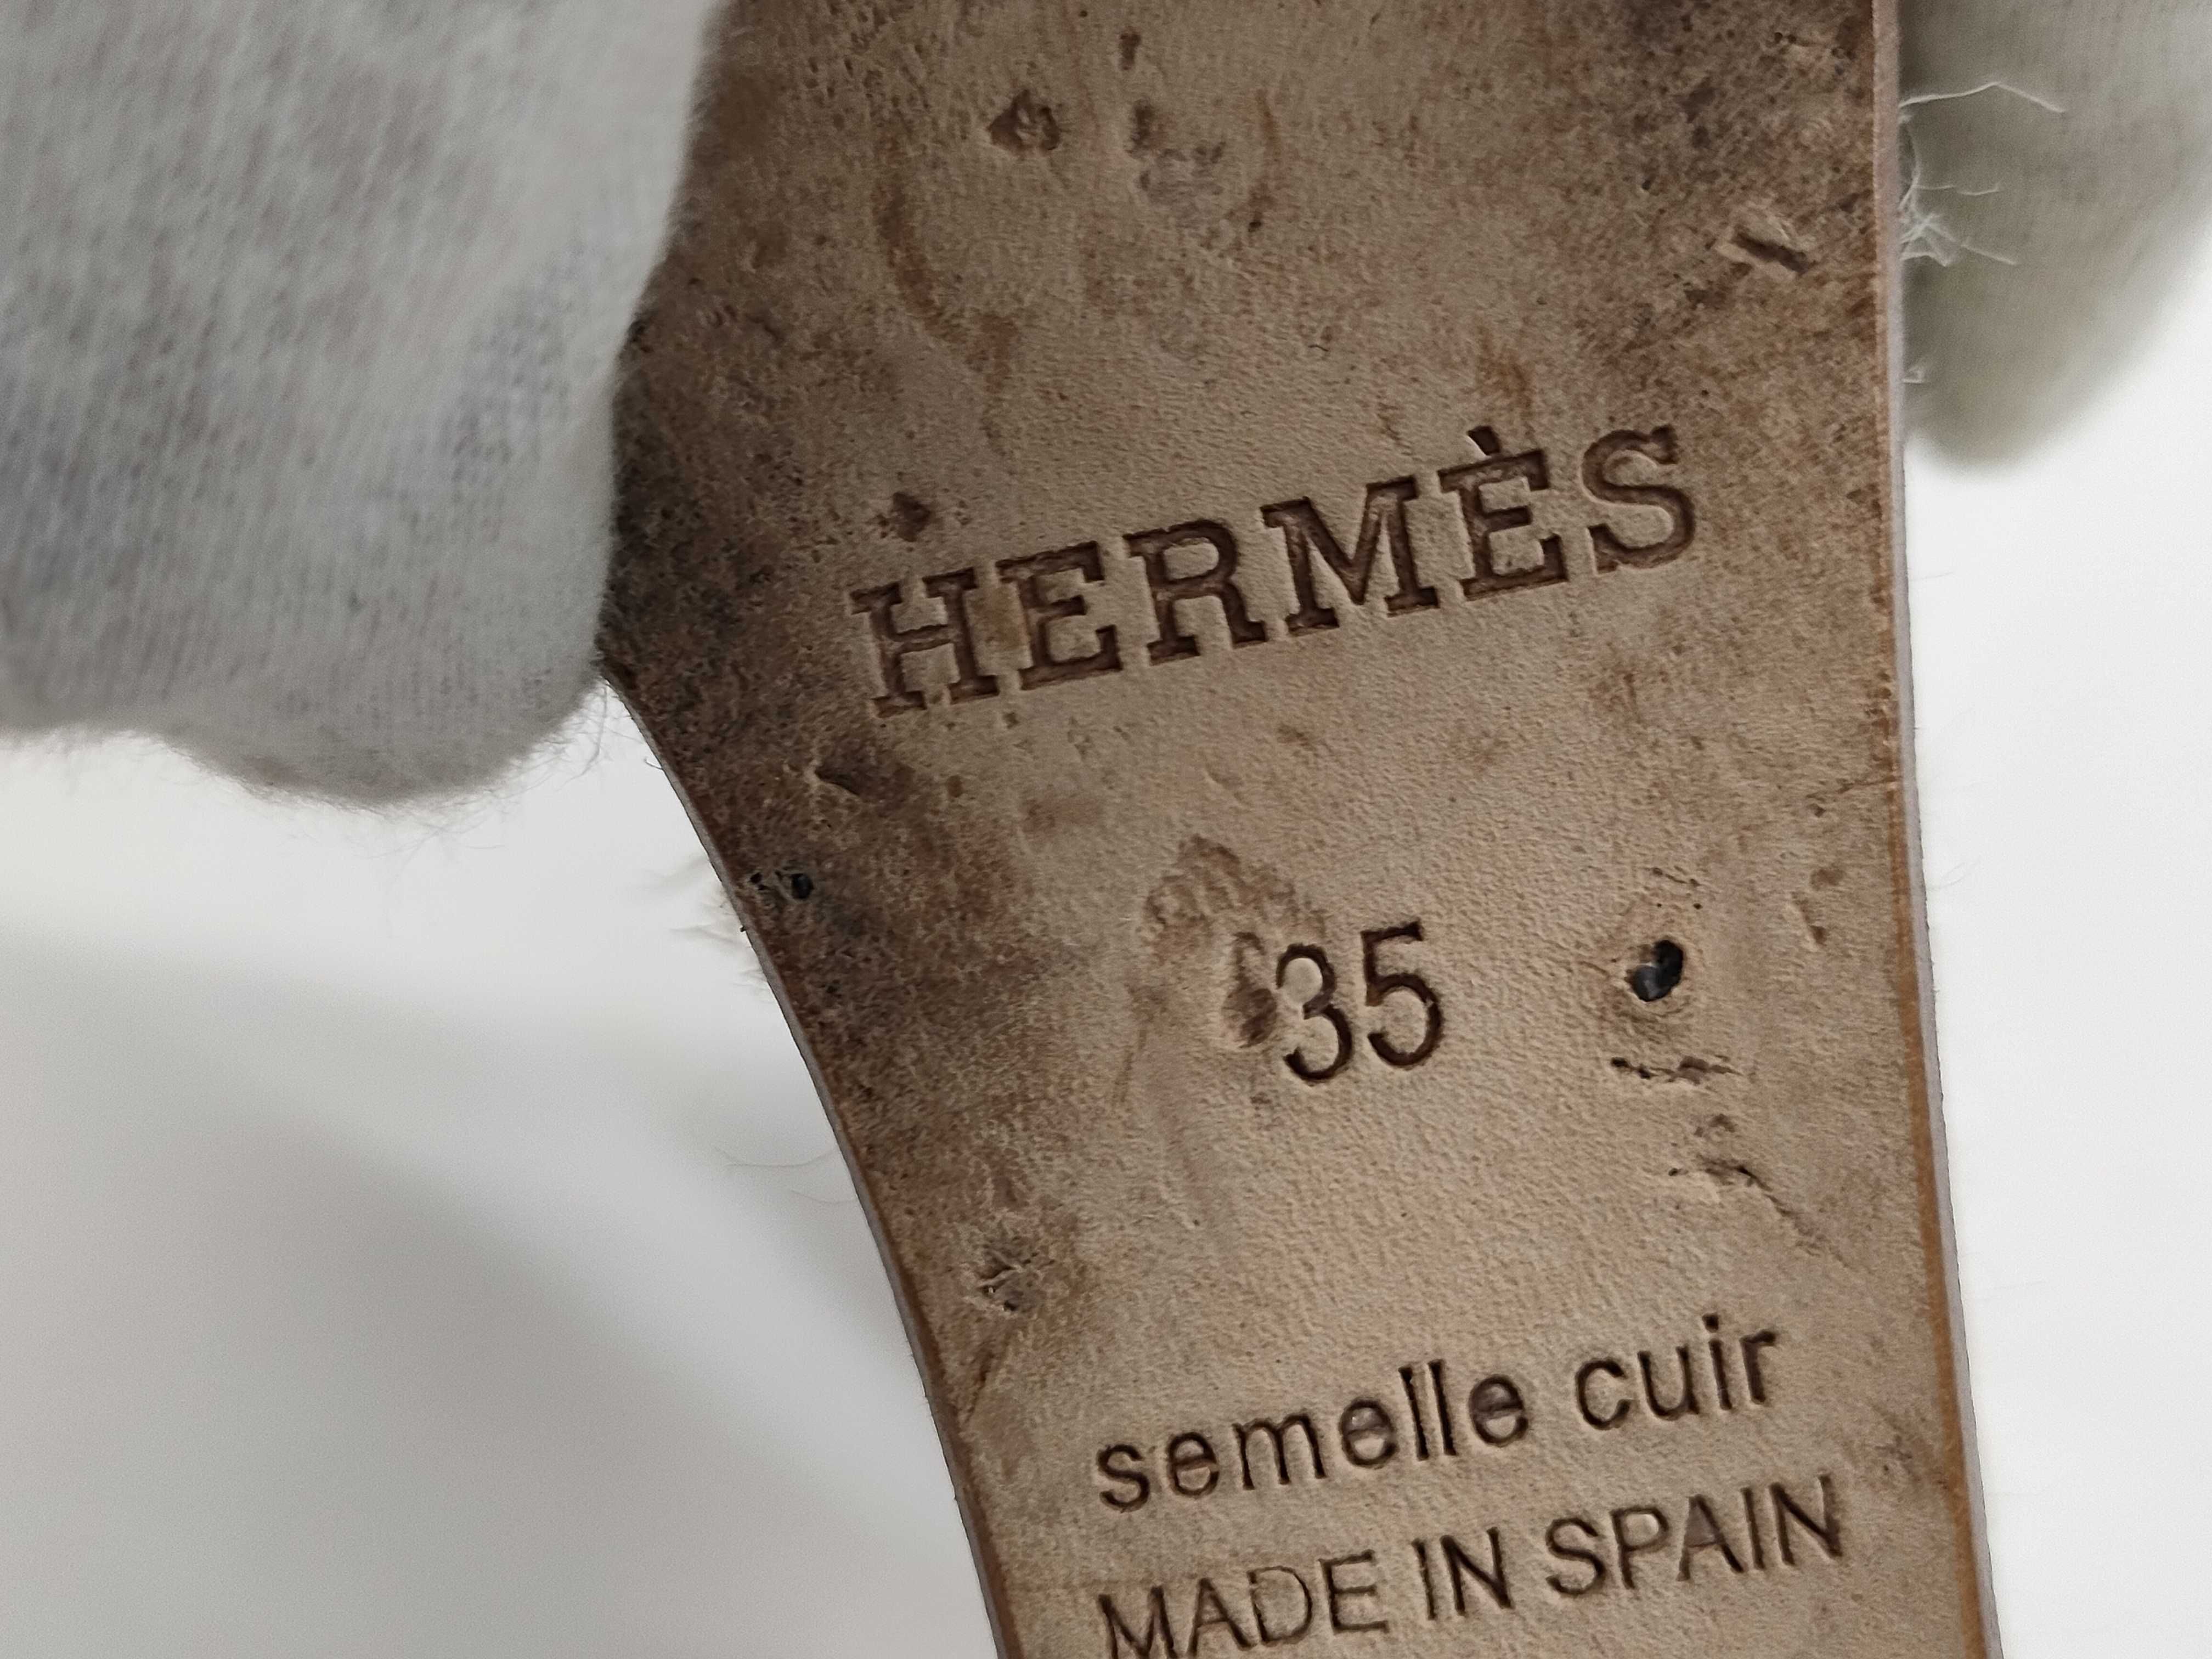 HERMÈS
35
semelle cuir
MADE IN SPAIN